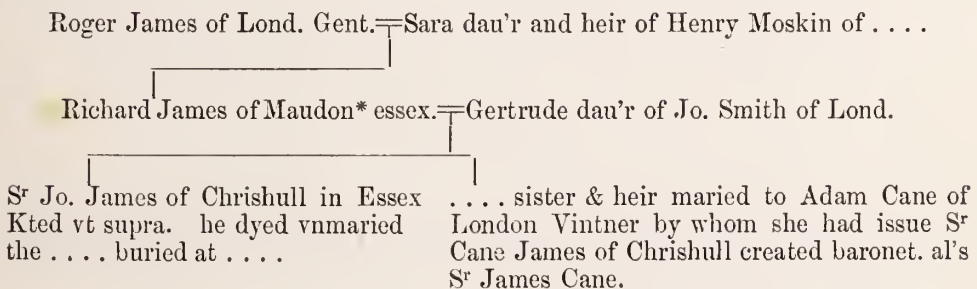 Roger James of Lond. Gent.╤Sara dau'r and heir of Henry Moskin of . . . .
Richard James of Maudon* essex.╤Gertrude dau'r of Jo. Smith of Lond.
Sʳ Jo. James of Chrishull in Essex
Kted vt supra. he dyed vnmaried
the . . . . buried at . . . .
. . . . sister & heir maried to Adam Cane of
London Vintner by whom she had issue Sʳ
Cane James of Chrishull created baronet. al's
Sʳ James Cane.